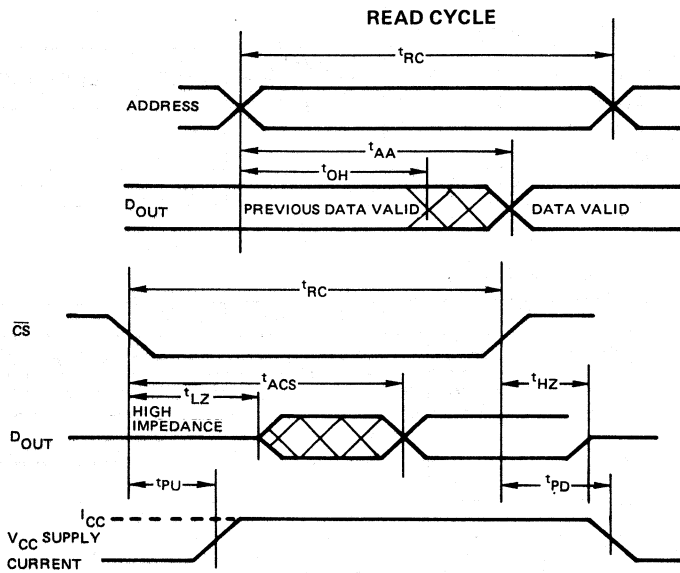 READ CYCLE
tRC
ADDRESS
tAA
tOH
DOUT
PREVIOUS DATA VALID
DATA VALID
tRC
CS
tACS
tLZ
tHZ
HIGH
IMPEDANCE
DOUT
tPU
tPD
ICC
VCC SUPPLY
CURRENT